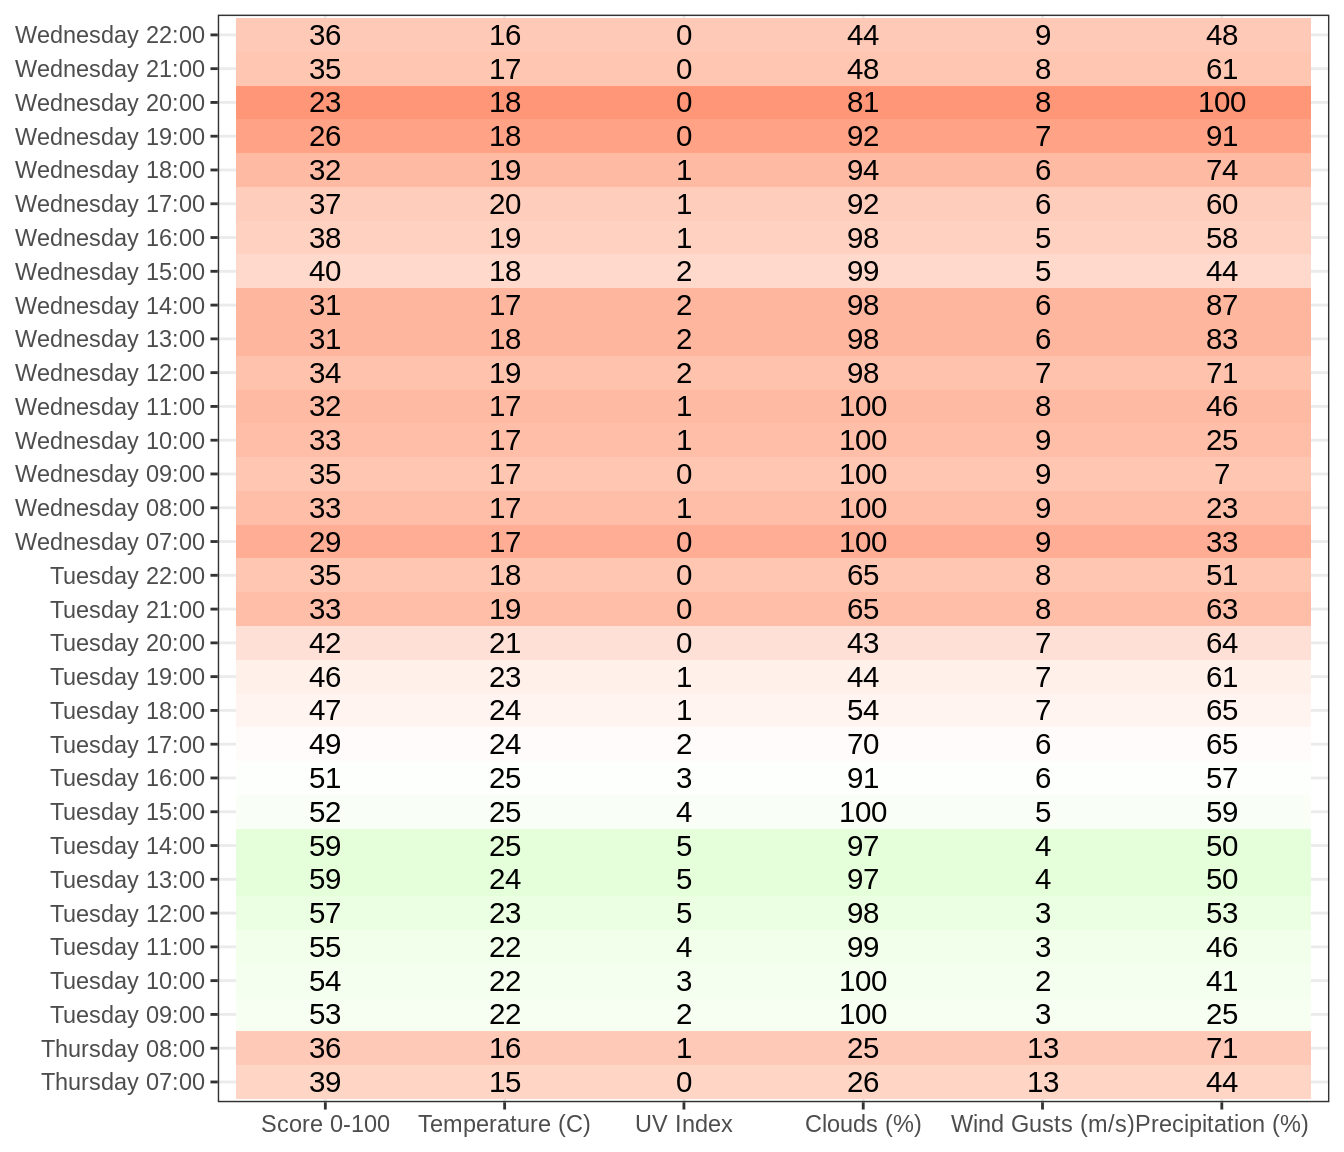 Wednesday 22:00 36 16 0 44 9 48
Wednesday 21:00 35 17 0 48 8 61
Wednesday 20:00 23 18 0 81 8 100
Wednesday 19:00 26 18 0 92 7 91
Wednesday 18:00 32 19 1 94 6 74
Wednesday 17:00 37 20 1 92 6 60
Wednesday 16:00 38 19 1 98 5 58
Wednesday 15:00 40 18 2 99 5 44
Wednesday 14:00 31 17 2 98 6 87
Wednesday 13:00 31 18 2 98 6 83
Wednesday 12:00 34 19 2 98 7 71
Wednesday 11:00 32 17 1 100 8 46
Wednesday 10:00 33 17 1 100 9 25
Wednesday 09:00 35 17 0 100 9 7
Wednesday 08:00 33 17 1 100 9 23
Wednesday 07:00 29 17 0 100 9 33
Tuesday 22:00 35 18 0 65 8 51
Tuesday 21:00 33 19 0 65 8 63
Tuesday 20:00 42 21 0 43 7 64
Tuesday 19:00 46 23 1 44 7 61
Tuesday 18:00 47 24 1 54 7 65
Tuesday 17:00 49 24 2 70 6 65
Tuesday 16:00 51 25 3 91 6 57
Tuesday 15:00 52 25 4 100 5 59
Tuesday 14:00 59 25 5 97 4 50
Tuesday 13:00 59 24 5 97 4 50
Tuesday 12:00 57 23 5 98 3 53
Tuesday 11:00 55 22 4 99 3 46
Tuesday 10:00 54 22 3 100 2 41
Tuesday 09:00 53 22 2 100 3 25
Thursday 08:00 36 16 1 25 13 71
Thursday 07:00 39 15 0 26 13 44
Score 0-100 Temperature (C) UV Index Clouds (%) Wind Gusts (m/s) Precipitation (%)